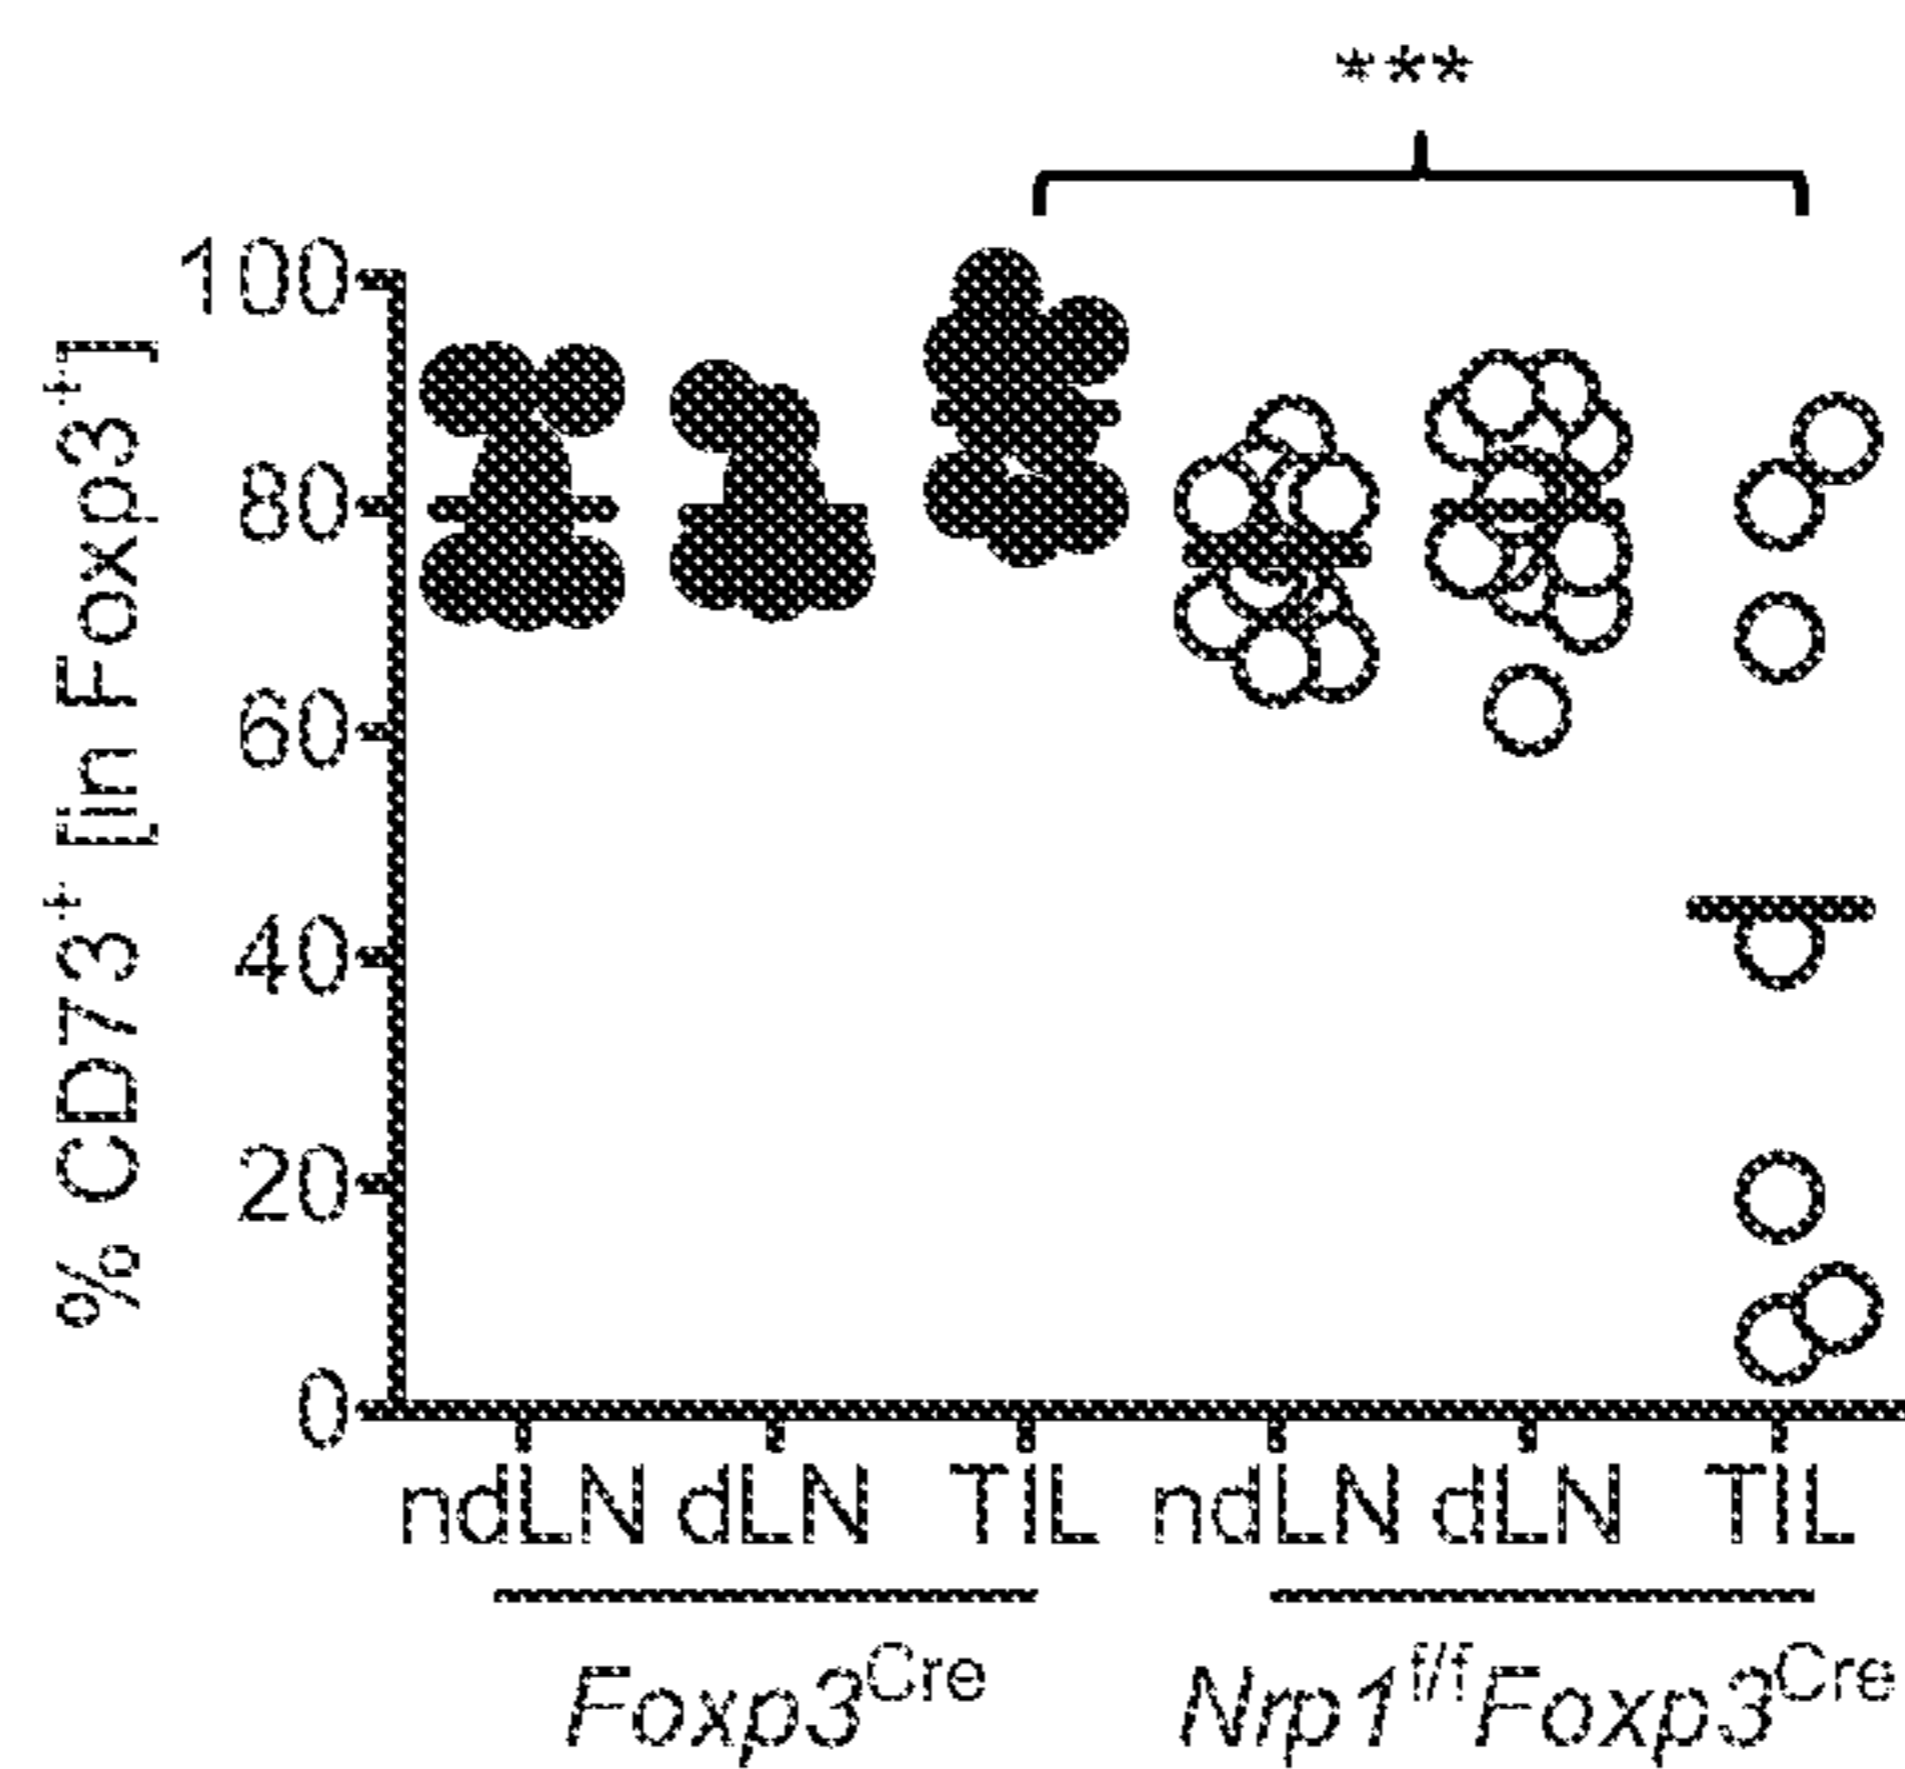 ***
% CD73⁺ [in Foxp3⁺]
100
80
60
40
20
0
ndLN dLN TIL ndLN dLN TIL
Foxp3ᶜʳᵉ Nrp1ᶠ/ᶠFoxp3ᶜʳᵉ